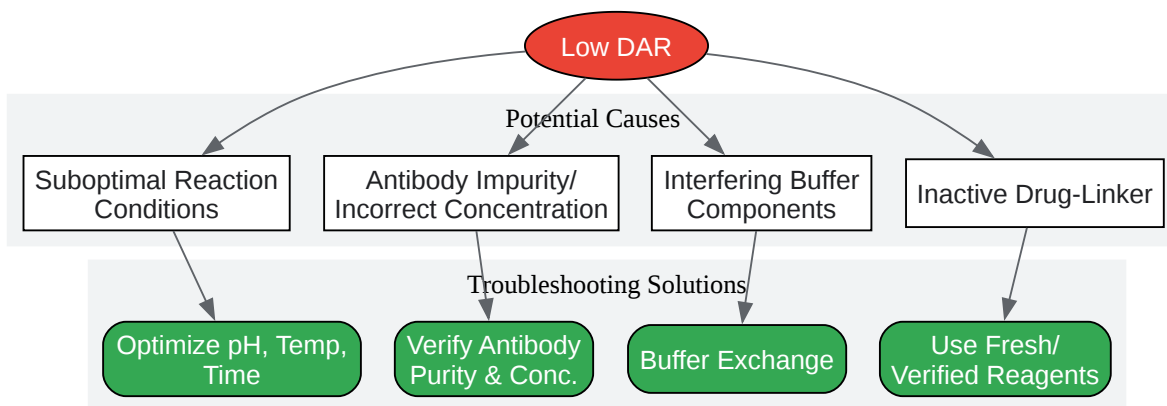 Low DAR
Potential Causes
Suboptimal Reaction
Conditions
Antibody Impurity/
Incorrect Concentration
Interfering Buffer
Components
Inactive Drug-Linker
Troubleshooting Solutions
Optimize pH, Temp,
Time
Verify Antibody
Purity & Conc.
Buffer Exchange
Use Fresh/
Verified Reagents